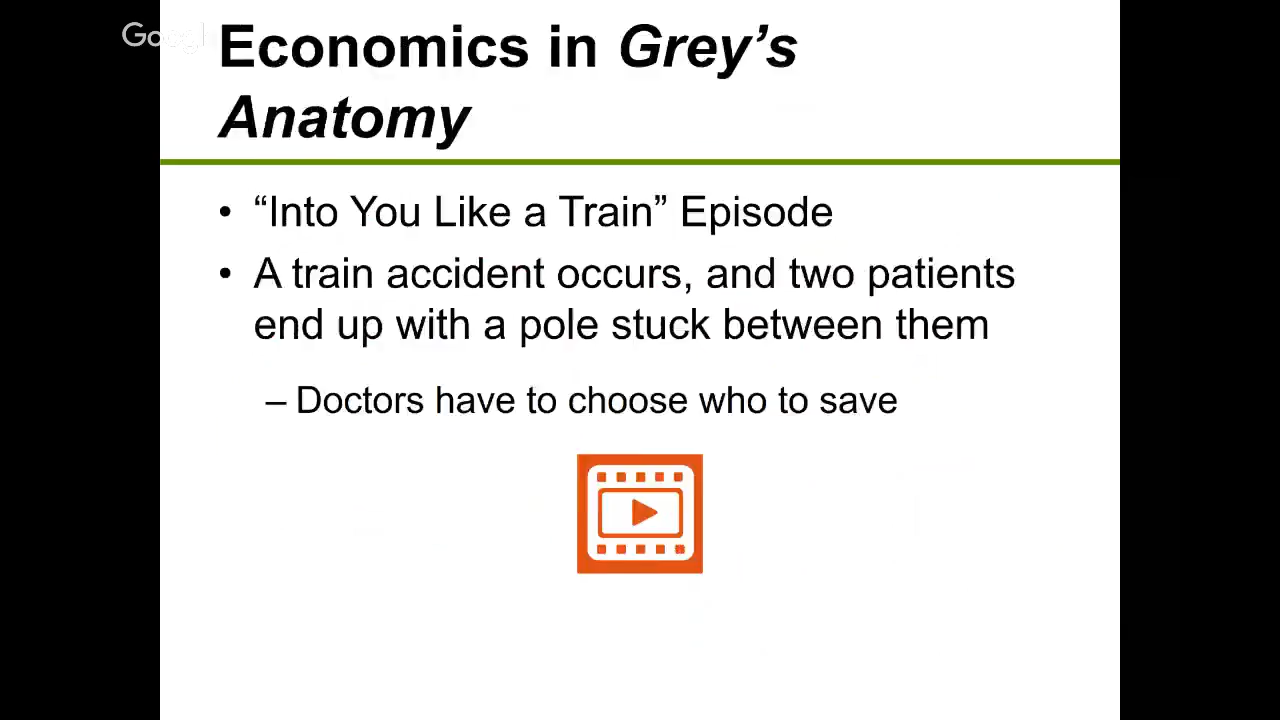 Google
Economics in Grey’s
Anatomy
• “Into You Like a Train” Episode
• A train accident occurs, and two patients
end up with a pole stuck between them
– Doctors have to choose who to save